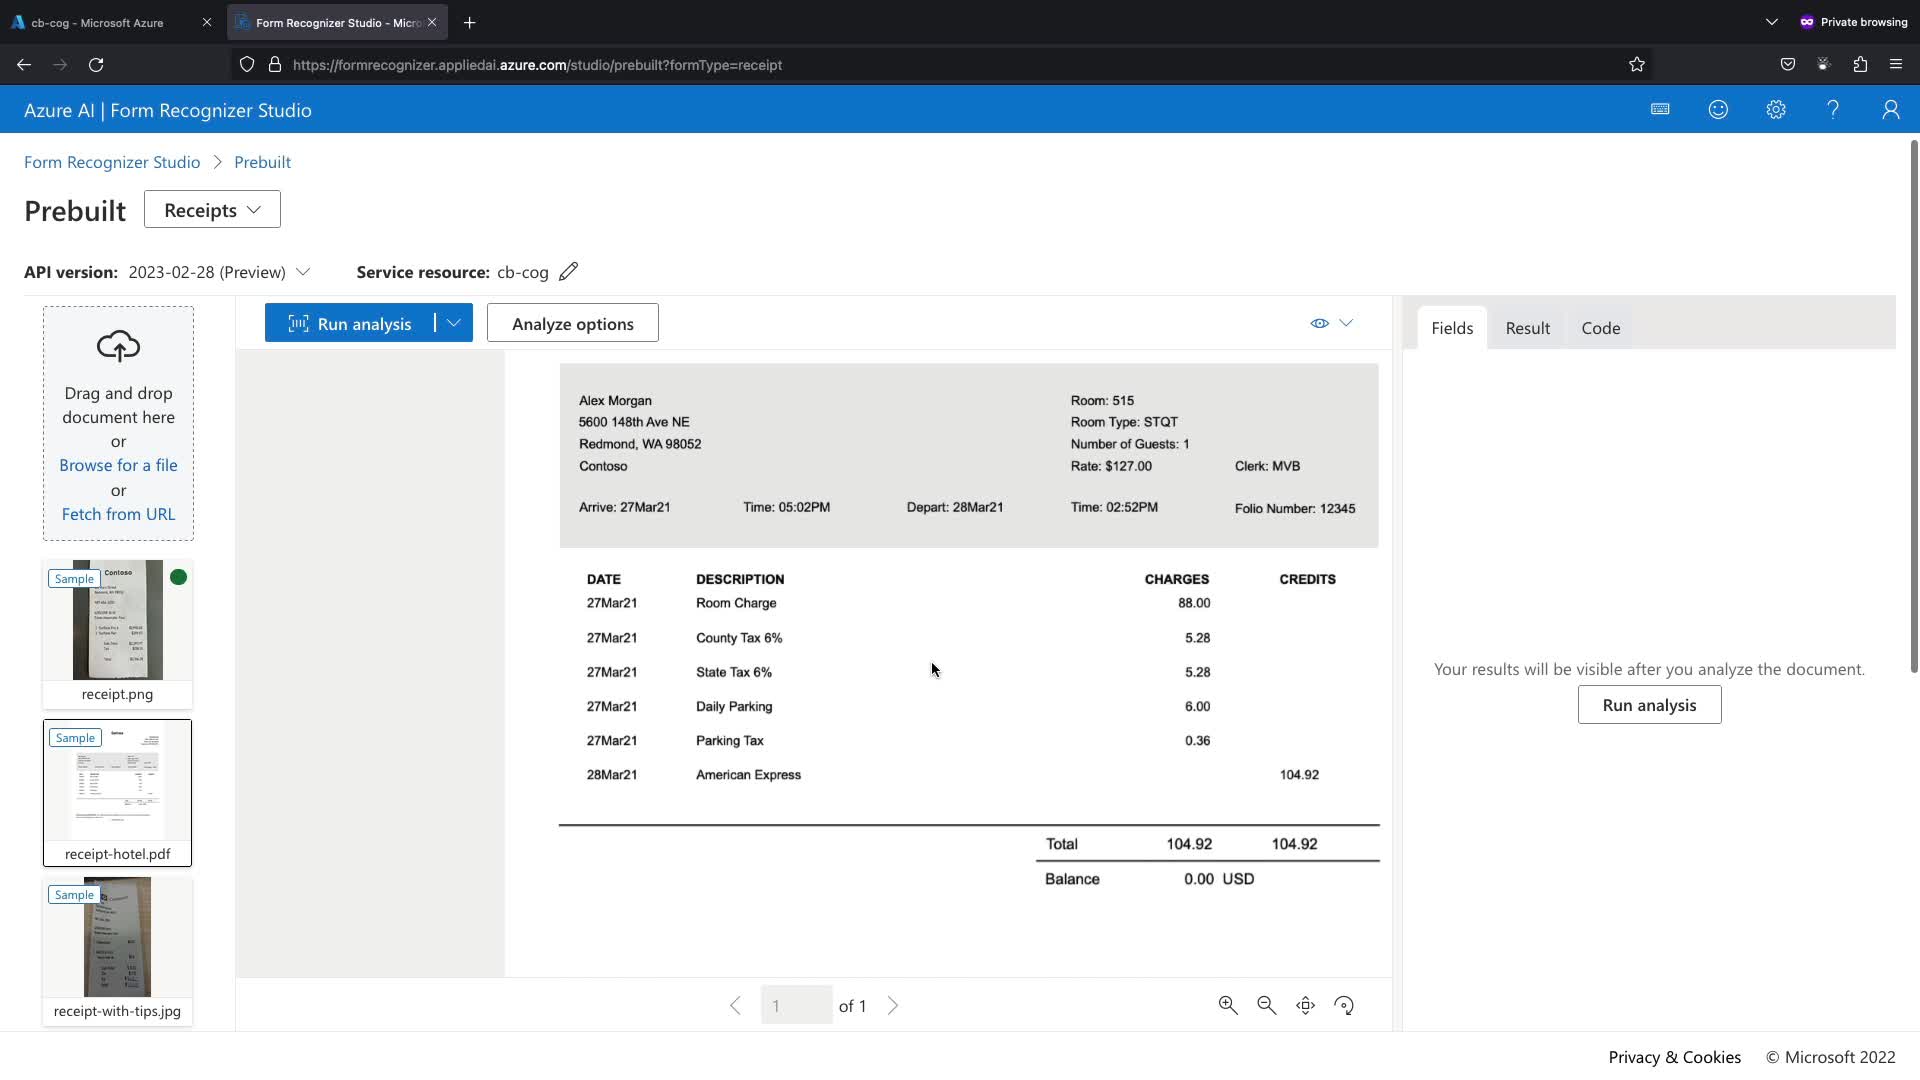 cb-cog - Microsoft Azure
Form Recognizer Studio - Micro
Private browsing
https://formrecognizer.appliedai.azure.com/studio/prebuilt?formType=receipt
Azure AI | Form Recognizer Studio
Form Recognizer Studio > Prebuilt
Prebuilt Receipts
API version: 2023-02-28 (Preview) Service resource: cb-cog
Drag and drop
document here
or
Browse for a file
or
Fetch from URL
Sample
Contoso
receipt.png
Sample
receipt-hotel.pdf
Sample
receipt-with-tips.jpg
Run analysis
Analyze options
Alex Morgan Room: 515
5600 148th Ave NE Room Type: STQT
Redmond, WA 98052 Number of Guests: 1
Contoso Rate: $127.00 Clerk: MVB
Arrive: 27Mar21 Time: 05:02PM Depart: 28Mar21 Time: 02:52PM Folio Number: 12345
DATE DESCRIPTION CHARGES CREDITS
27Mar21 Room Charge 88.00
27Mar21 County Tax 6% 5.28
27Mar21 State Tax 6% 5.28
27Mar21 Daily Parking 6.00
27Mar21 Parking Tax 0.36
28Mar21 American Express 104.92
Total 104.92 104.92
Balance 0.00 USD
1 of 1
Fields Result Code
Your results will be visible after you analyze the document.
Run analysis
Privacy & Cookies © Microsoft 2022